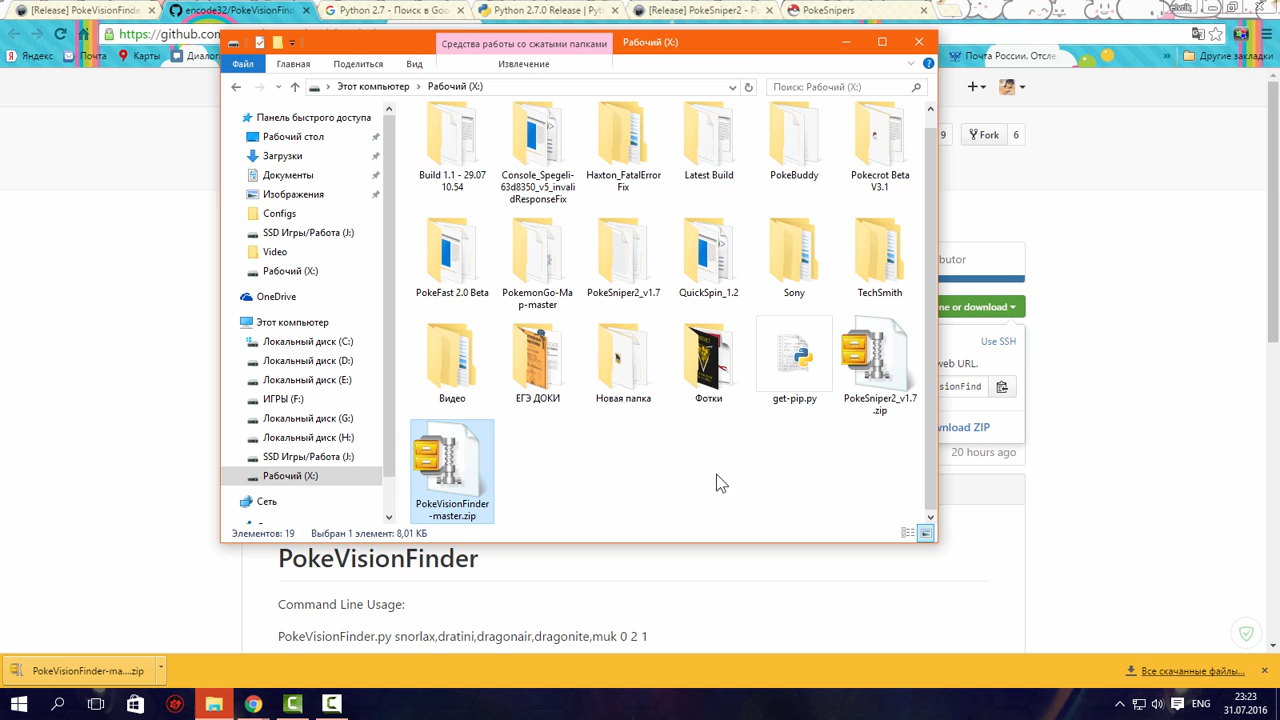 [Release] PokeVisionFinde
encode32/PokeVisionFind
Python 2.7 - Поиск в Goo
Python 2.7.0 Release | Pyth
[Release] PokeSniper2 - P
PokeSnipers
https://github.com
Яндекс
Почта
Карты
Диалоги
Почта России. Отсле
Другие закладки
Средства работы со сжатыми папками
Рабочий (X:)
Файл
Главная
Поделиться
Вид
Извлечение
Этот компьютер
Рабочий (X:)
Поиск: Рабочий (X:)
Панель быстрого доступа
Рабочий стол
Загрузки
Документы
Изображения
Configs
SSD Игры/Работа (J:)
Video
Рабочий (X:)
OneDrive
Этот компьютер
Локальный диск (C:)
Локальный диск (D:)
Локальный диск (E:)
ИГРЫ (F:)
Локальный диск (G:)
Локальный диск (H:)
SSD Игры/Работа (J:)
Рабочий (X:)
Сеть
Build 1.1 - 29.07
10.54
Console_Spegeli-
63d8350_v5_invali
dResponseFix
Haxton_FatalError
Fix
Latest Build
PokeBuddy
Pokecrot Beta
V3.1
PokeFast 2.0 Beta
PokemonGo-Ma
p-master
PokeSniper2_v1.7
QuickSpin_1.2
Sony
TechSmith
Видео
ЕГЭ ДОКИ
Новая папка
Фотки
get-pip.py
PokeSniper2_v1.7
.zip
PokeVisionFinder
-master.zip
Элементов: 19
Выбран 1 элемент: 8,01 КБ
9
Fork
6
ibutor
ne or download
Use SSH
web URL.
isionFind
wnload ZIP
20 hours ago
PokeVisionFinder
Command Line Usage:
PokeVisionFinder.py snorlax,dratini,dragonair,dragonite,muk 0 2 1
PokeVisionFinder-ma....zip
Все скачанные файлы...
ENG
23:23
31.07.2016